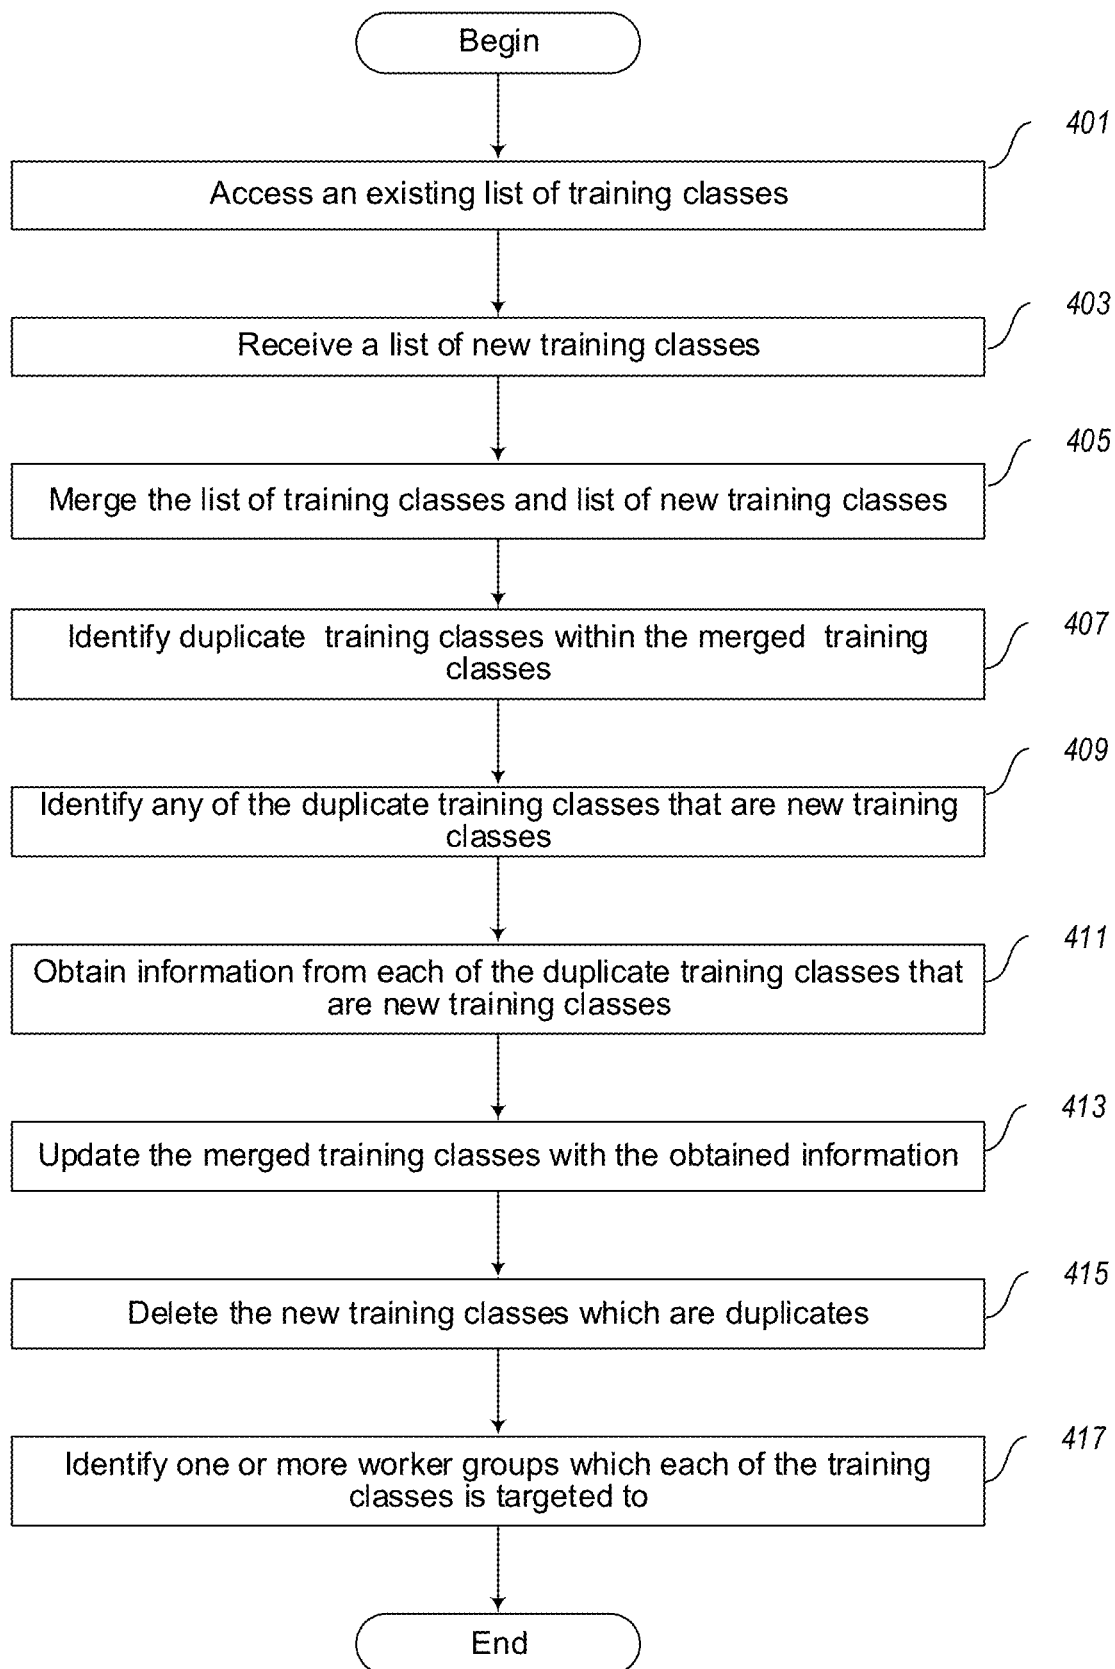 Begin
401
Access an existing list of training classes
403
Receive a list of new training classes
405
Merge the list of training classes and list of new training classes
407
Identify duplicate training classes within the merged training
classes
409
Identify any of the duplicate training classes that are new training
classes
411
Obtain information from each of the duplicate training classes that
are new training classes
413
Update the merged training classes with the obtained information
415
Delete the new training classes which are duplicates
417
Identify one or more worker groups which each of the training
classes is targeted to
End